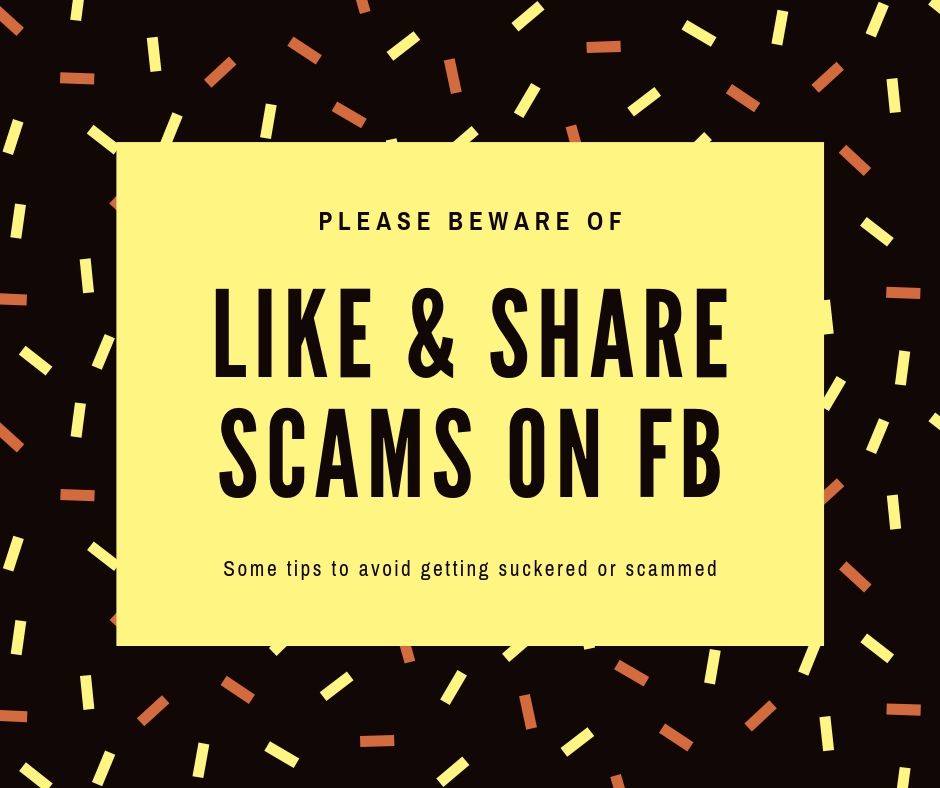 PLEASE BEWARE OF
LIKE & SHARE
SCAMS ON FB
Some tips to avoid getting suckered or scammed